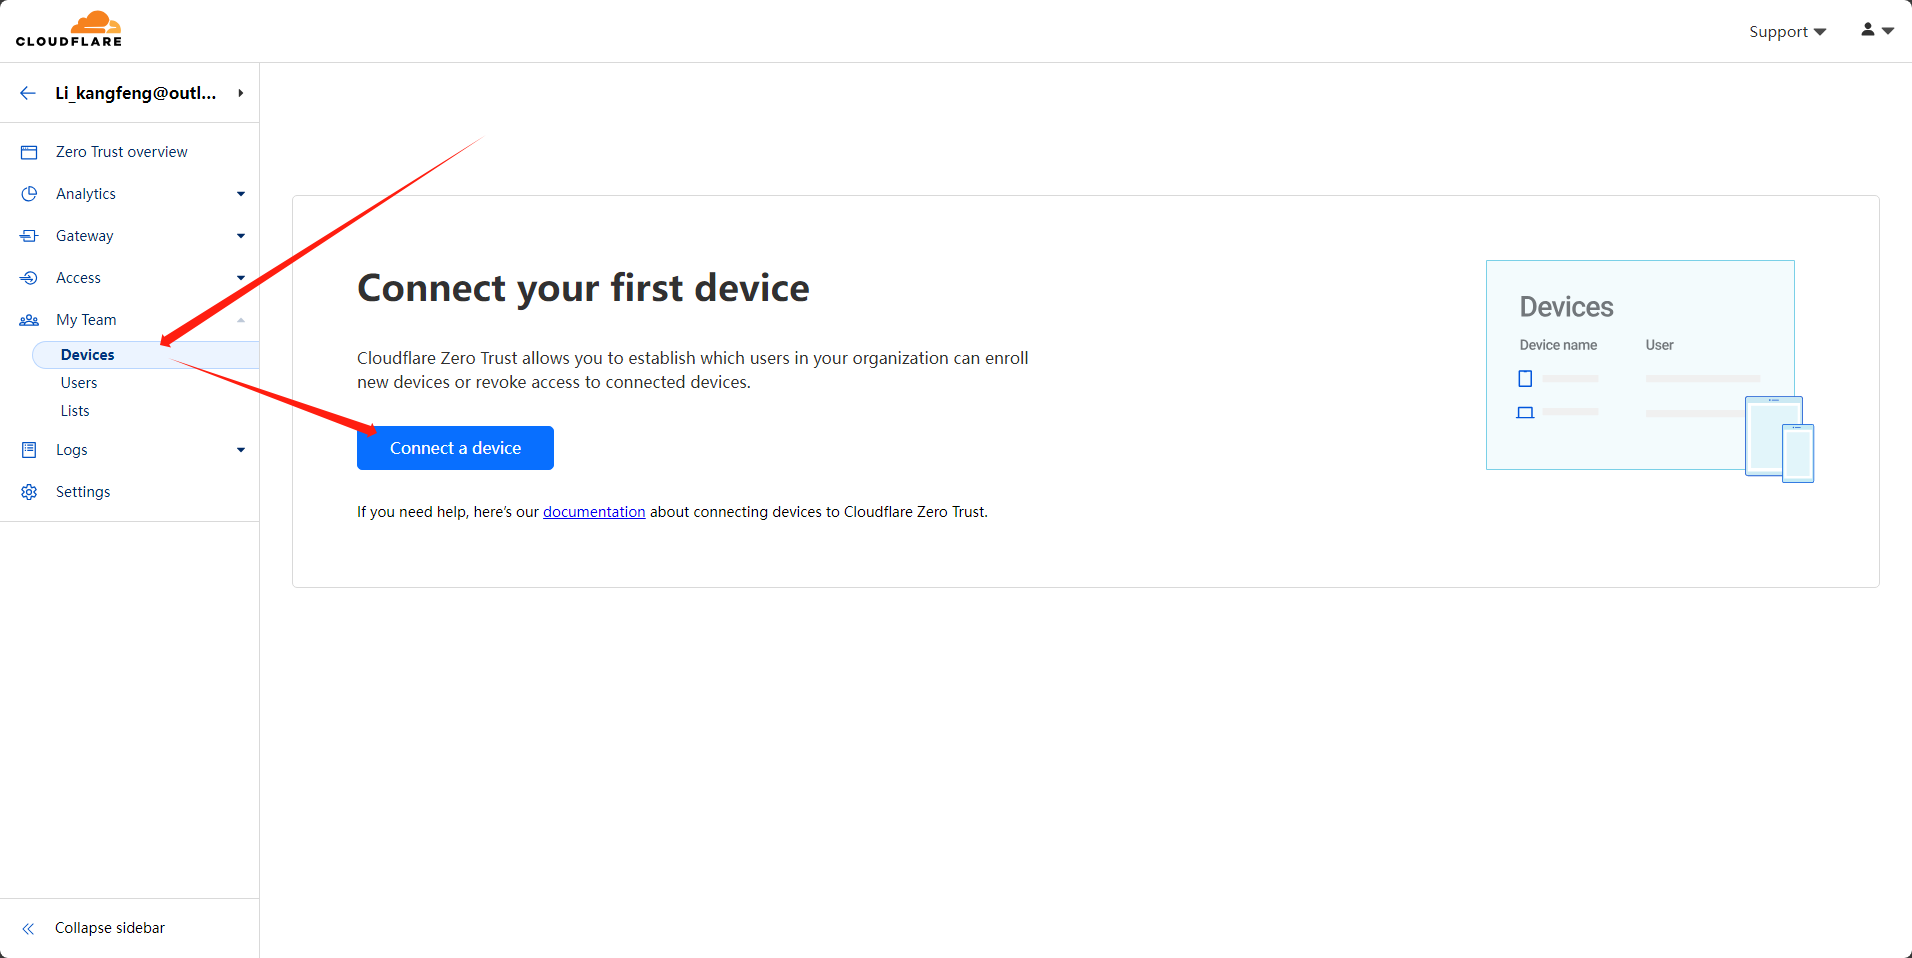 CLOUDFLARE
Support
Li_kangfeng@outl...
Zero Trust overview
Analytics
Gateway
Access
My Team
Devices
Users
Lists
Logs
Settings
Collapse sidebar
Connect your first device
Cloudflare Zero Trust allows you to establish which users in your organization can enroll
new devices or revoke access to connected devices.
Connect a device
If you need help, here’s our documentation about connecting devices to Cloudflare Zero Trust.
Devices
Device name User